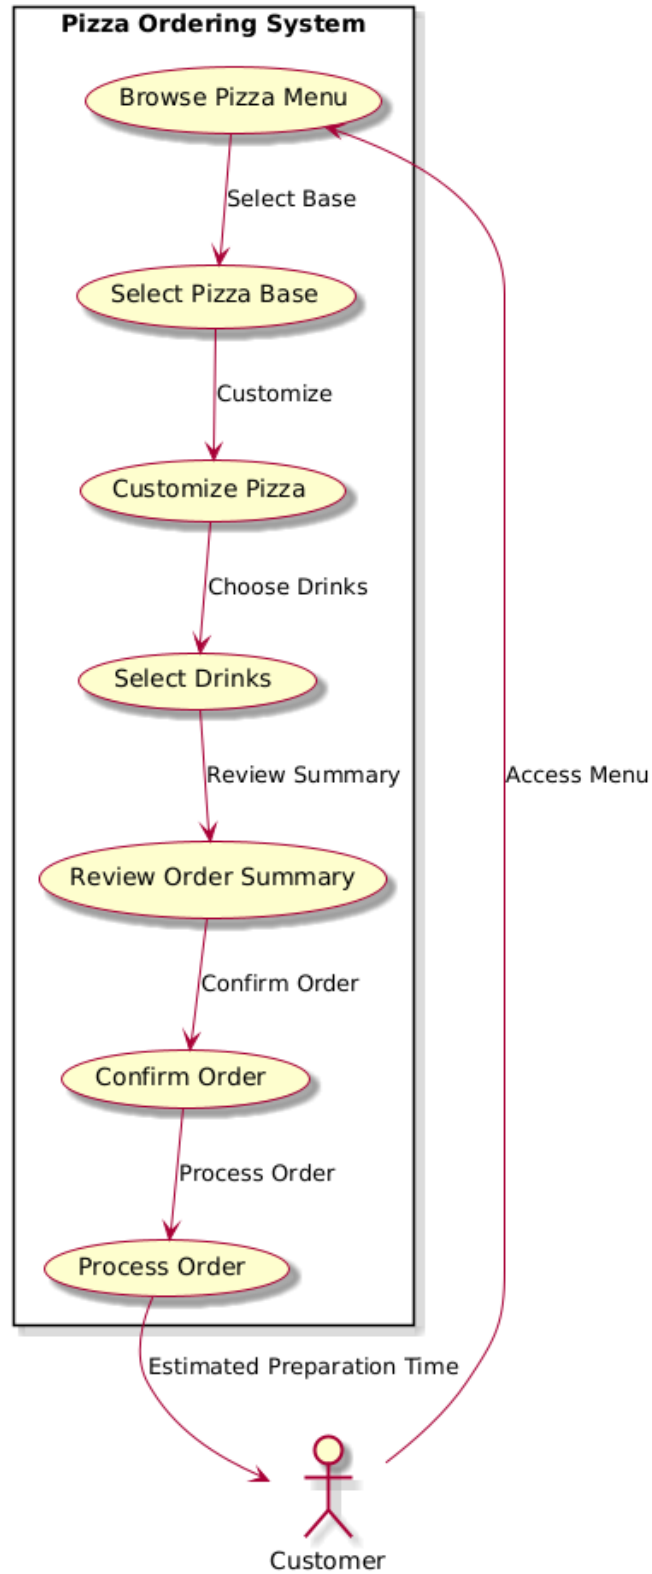 Pizza Ordering System
Browse Pizza Menu
Select Base
Select Pizza Base
Customize
Customize Pizza
Choose Drinks
Select Drinks
Review Summary
Access Menu
Review Order Summary
Confirm Order
Confirm Order
Process Order
Process Order
Estimated Preparation Time
Customer